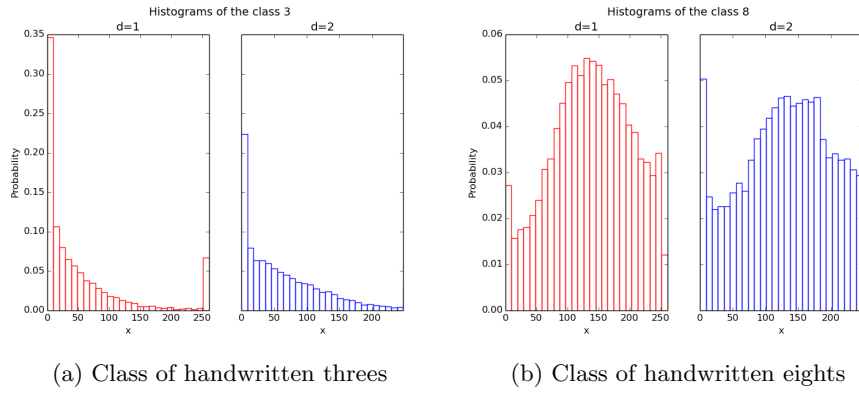 Histograms of the class 3
d=1 d=2
0.35
0.30
0.25
0.20
0.15
0.10
0.05
0.00
Probability
0 50 100 150 200 250
x
0 50 100 150 200
x
Histograms of the class 8
d=1 d=2
0.06
0.05
0.04
0.03
0.02
0.01
0.00
Probability
0 50 100 150 200 250
x
0 50 100 150 200
x
(a) Class of handwritten threes
(b) Class of handwritten eights